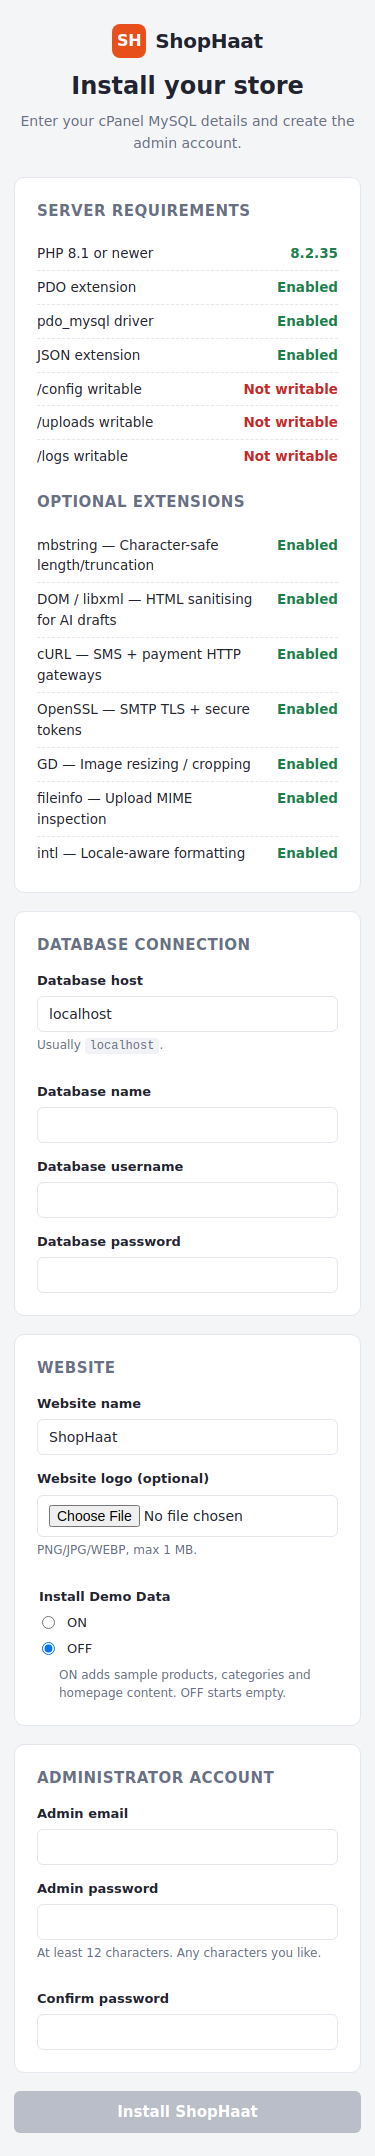 SH ShopHaat
Install your store
Enter your cPanel MySQL details and create the
admin account.
SERVER REQUIREMENTS
PHP 8.1 or newer 8.2.35
PDO extension Enabled
pdo_mysql driver Enabled
JSON extension Enabled
/config writable Not writable
/uploads writable Not writable
/logs writable Not writable
OPTIONAL EXTENSIONS
mbstring — Character-safe Enabled
length/truncation
DOM / libxml — HTML sanitising Enabled
for AI drafts
cURL — SMS + payment HTTP Enabled
gateways
OpenSSL — SMTP TLS + secure Enabled
tokens
GD — Image resizing / cropping Enabled
fileinfo — Upload MIME Enabled
inspection
intl — Locale-aware formatting Enabled
DATABASE CONNECTION
Database host
localhost
Usually localhost.
Database name
Database username
Database password
WEBSITE
Website name
ShopHaat
Website logo (optional)
Choose File No file chosen
PNG/JPG/WEBP, max 1 MB.
Install Demo Data
ON
OFF
ON adds sample products, categories and
homepage content. OFF starts empty.
ADMINISTRATOR ACCOUNT
Admin email
Admin password
At least 12 characters. Any characters you like.
Confirm password
Install ShopHaat